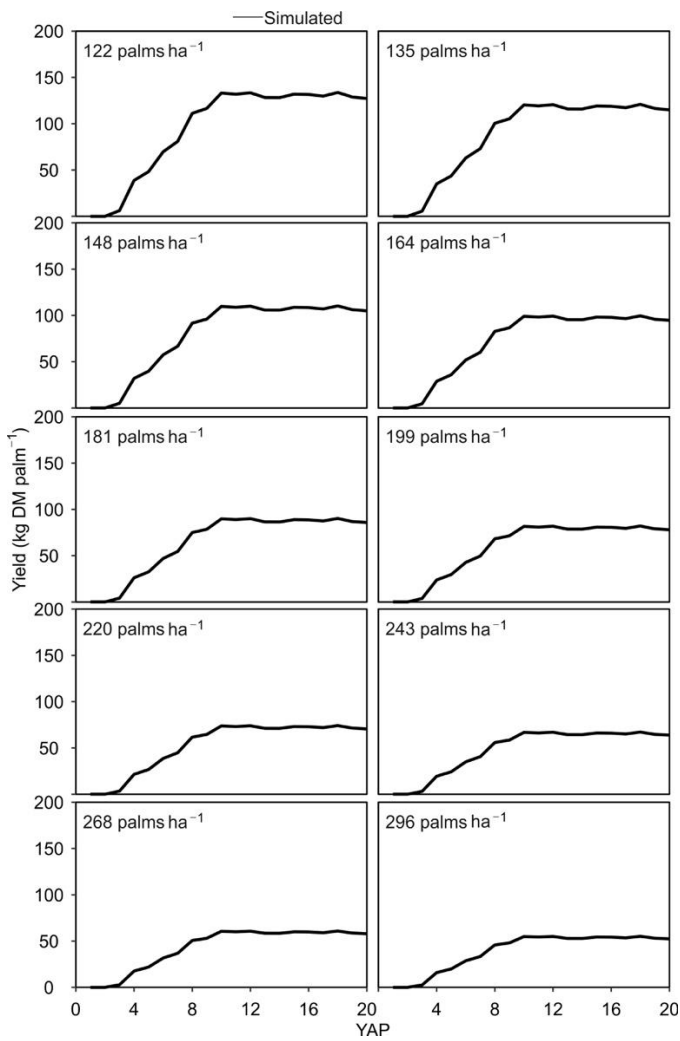 Simulated
200
150
100
50
122 palms ha⁻¹
135 palms ha⁻¹
200
150
100
50
148 palms ha⁻¹
164 palms ha⁻¹
Yield (kg DM palm⁻¹)
200
150
100
50
181 palms ha⁻¹
199 palms ha⁻¹
200
150
100
50
0
220 palms ha⁻¹
243 palms ha⁻¹
200
150
100
50
0
268 palms ha⁻¹
296 palms ha⁻¹
0 4 8 12 16 20 4 8 12 16 20
YAP